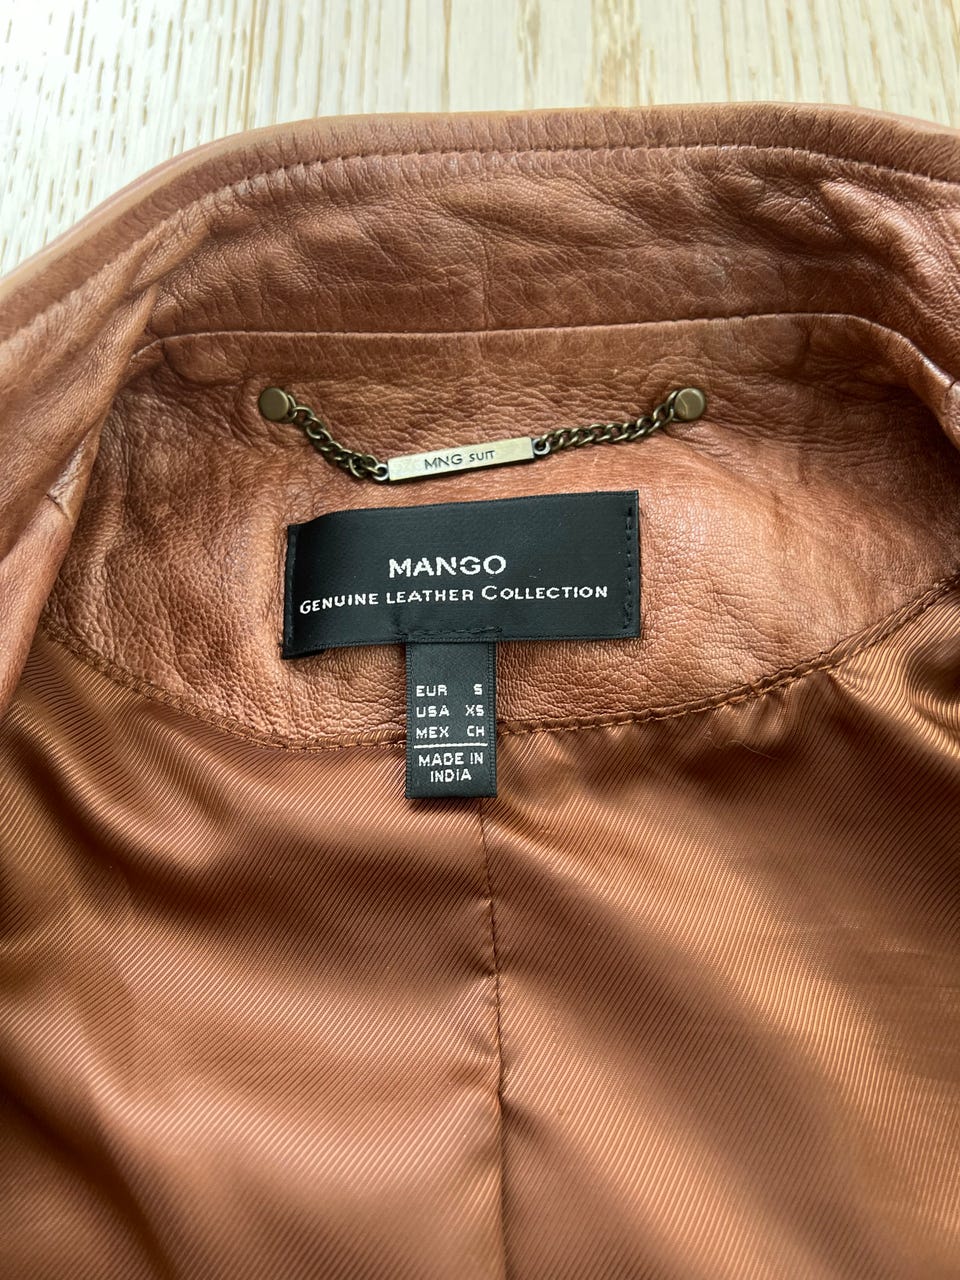 MNG SUIT
MANGO
GENUINE LEATHER COLLECTION
EUR S
USA XS
MEX CH
MADE IN
INDIA